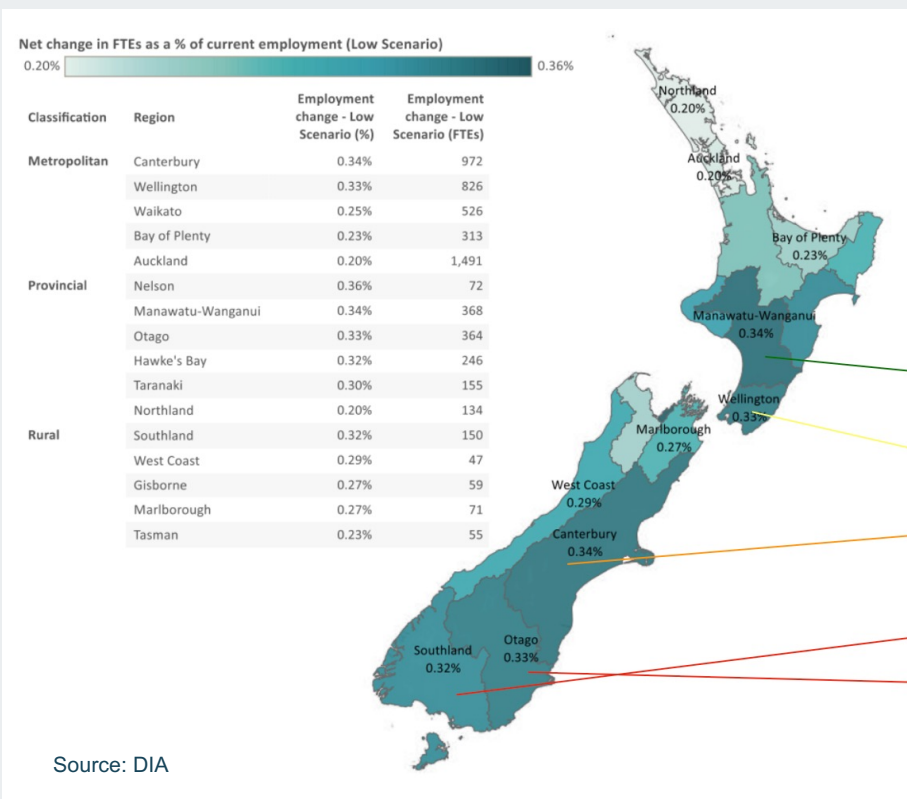 Net change in FTEs as a % of current employment (Low Scenario)
0.20% 0.36%
Classification Region Employment change - Low Scenario (%) Employment change - Low Scenario (FTEs)
Metropolitan Canterbury 0.34% 972
Wellington 0.33% 826
Waikato 0.25% 526
Bay of Plenty 0.23% 313
Auckland 0.20% 1,491
Provincial Nelson 0.36% 72
Manawatu-Wanganui 0.34% 368
Otago 0.33% 364
Hawke's Bay 0.32% 246
Taranaki 0.30% 155
Northland 0.20% 134
Rural Southland 0.32% 150
West Coast 0.29% 47
Gisborne 0.27% 59
Marlborough 0.27% 71
Tasman 0.23% 55
Northland
0.20%
Auckland
0.20%
Bay of Plenty
0.23%
Manawatu-Wanganui
0.34%
Wellington
0.33%
Marlborough
0.27%
West Coast
0.29%
Canterbury
0.34%
Otago
0.33%
Southland
0.32%
Source: DIA